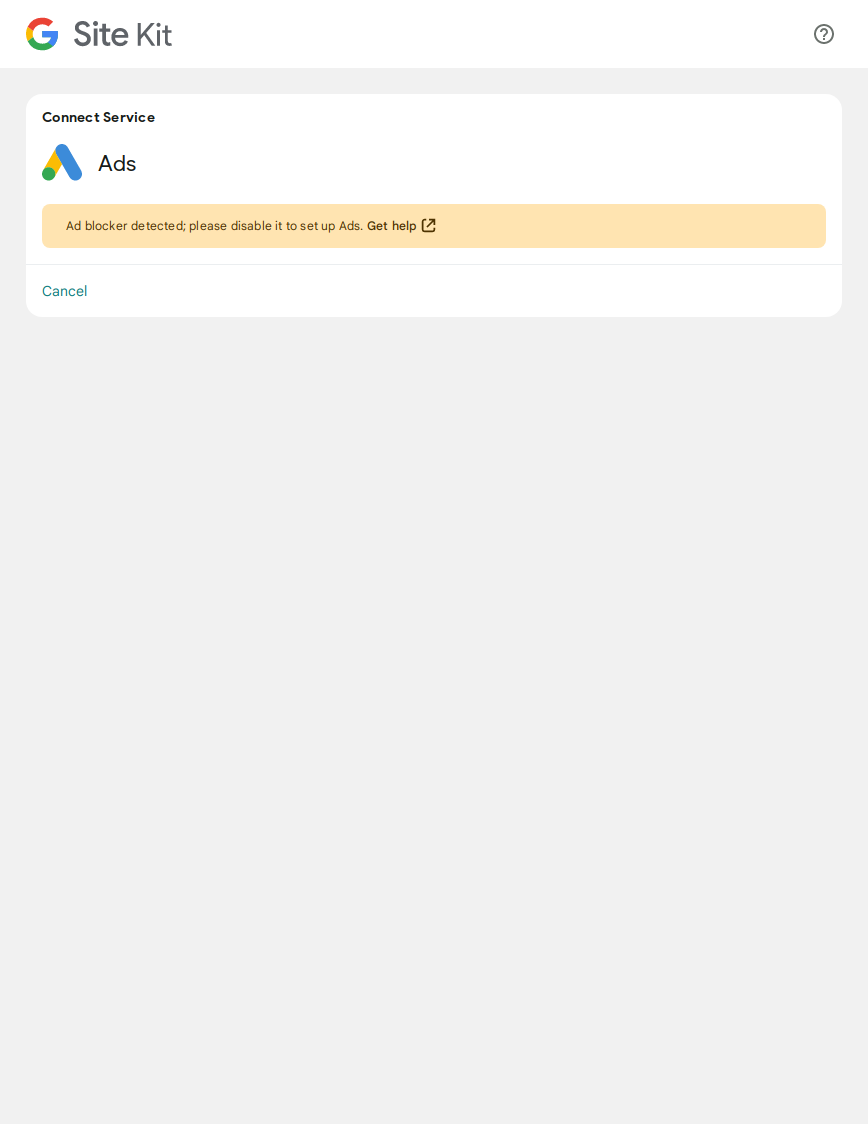 Site Kit
Connect Service
Ads
Ad blocker detected; please disable it to set up Ads. Get help
Cancel